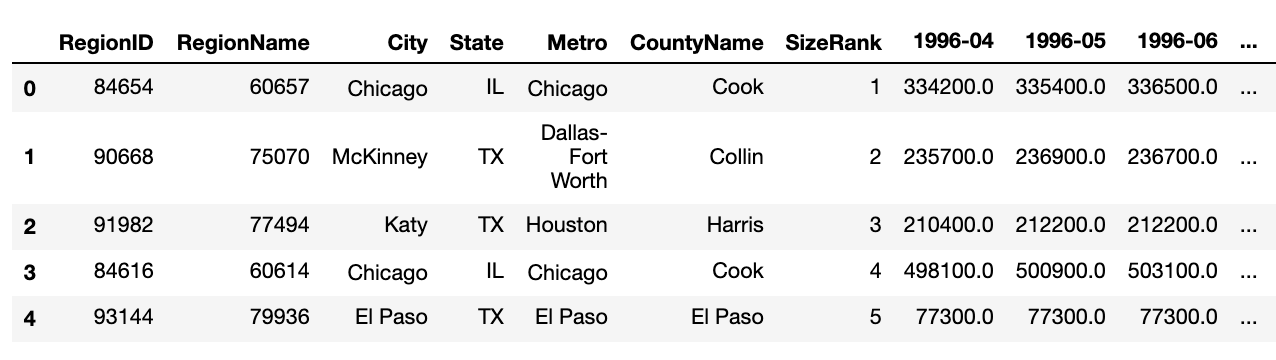 RegionID RegionName City State Metro CountyName SizeRank 1996-04 1996-05 1996-06 ...
0 84654 60657 Chicago IL Chicago Cook 1 334200.0 335400.0 336500.0 ...
1 90668 75070 McKinney TX Dallas-
Fort
Worth Collin 2 235700.0 236900.0 236700.0 ...
2 91982 77494 Katy TX Houston Harris 3 210400.0 212200.0 212200.0 ...
3 84616 60614 Chicago IL Chicago Cook 4 498100.0 500900.0 503100.0 ...
4 93144 79936 El Paso TX El Paso El Paso 5 77300.0 77300.0 77300.0 ...